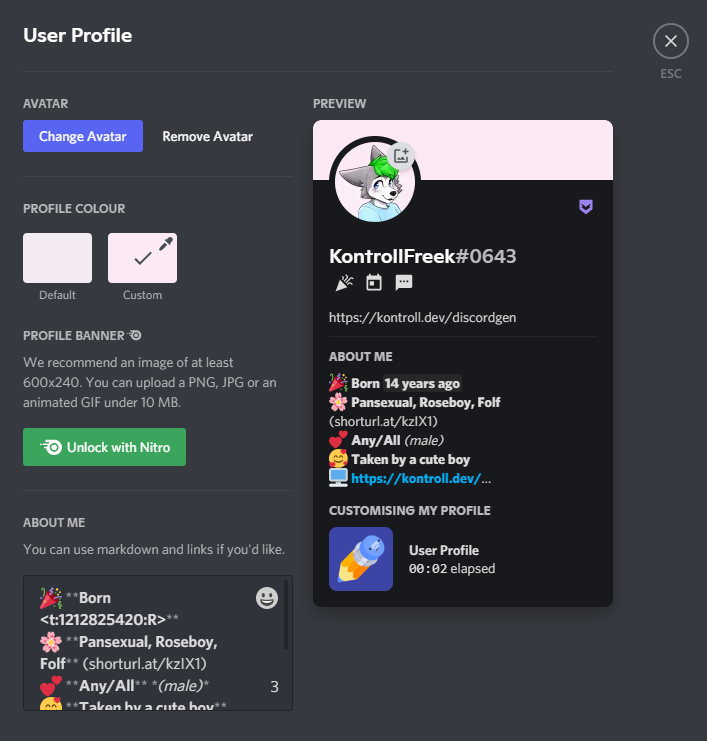 User Profile
ESC
AVATAR
Change Avatar
Remove Avatar
PROFILE COLOUR
Default
Custom
PROFILE BANNER
We recommend an image of at least
600x240. You can upload a PNG, JPG or an
animated GIF under 10 MB.
Unlock with Nitro
ABOUT ME
You can use markdown and links if you'd like.
🎉 **Born
<t:1212825420:R>**
🌸 **Pansexual, Roseboy,
Folf** (shorturl.at/kzIX1)
💕 **Any/All** *(male)*
🥰 **Taken by a cute boy**
3
PREVIEW
KontrollFreek#0643
https://kontroll.dev/discordgen
ABOUT ME
🎉 Born 14 years ago
🌸 Pansexual, Roseboy, Folf
(shorturl.at/kzIX1)
💕 Any/All (male)
🥰 Taken by a cute boy
🖥️ https://kontroll.dev/...
CUSTOMISING MY PROFILE
User Profile
00:02 elapsed